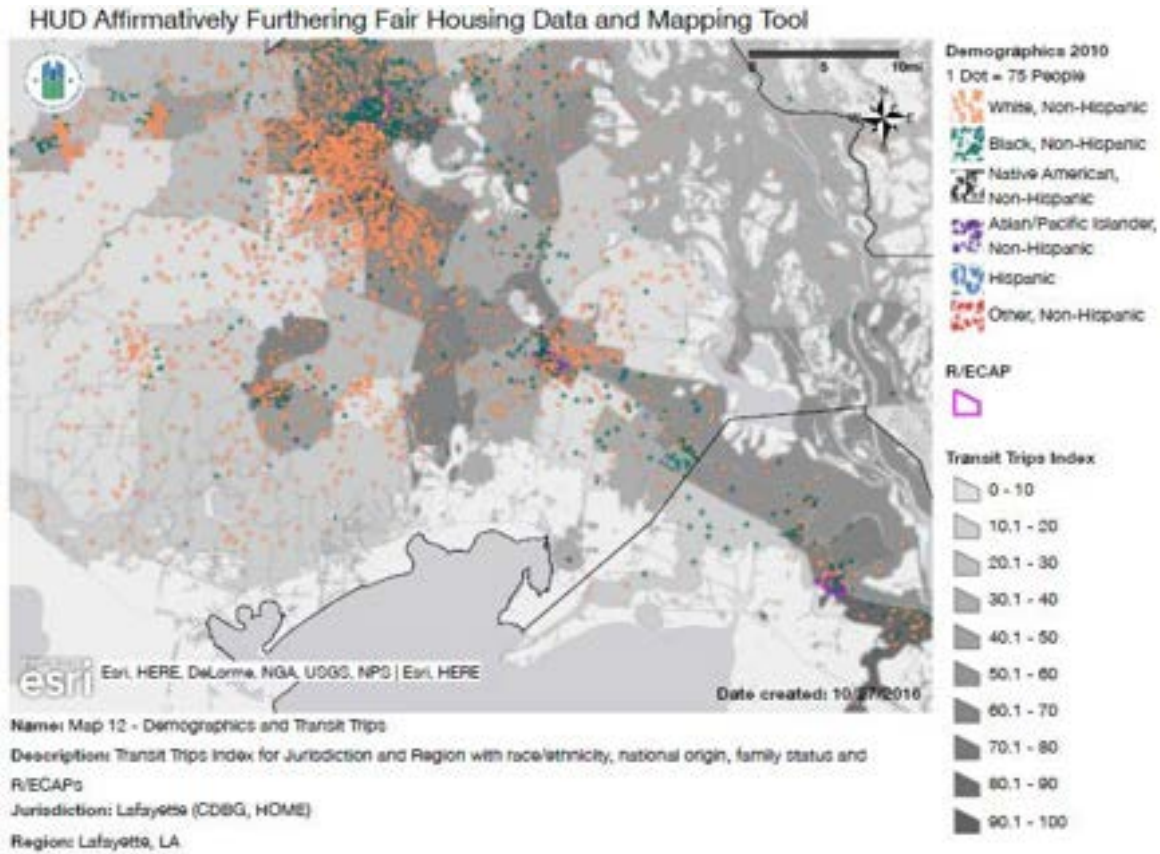 HUD Affirmatively Furthering Fair Housing Data and Mapping Tool
5
10mi
Demographics 2010
1 Dot = 75 People
White, Non-Hispanic
Black, Non-Hispanic
Native American,
Non-Hispanic
Asian/Pacific Islander,
Non-Hispanic
Hispanic
Other, Non-Hispanic
R/ECAP
Transit Trips Index
0 - 10
10.1 - 20
20.1 - 30
30.1 - 40
40.1 - 50
50.1 - 60
60.1 - 70
70.1 - 80
80.1 - 90
90.1 - 100
esri
Esri, HERE, DeLorme, NGA, USGS, NPS | Esri, HERE
Date created: 10/27/2016
Name: Map 12 - Demographics and Transit Trips
Description: Transit Trips Index for Jurisdiction and Region with race/ethnicity, national origin, family status and
R/ECAPs
Jurisdiction: Lafayette (CDBG, HOME)
Region: Lafayette, LA